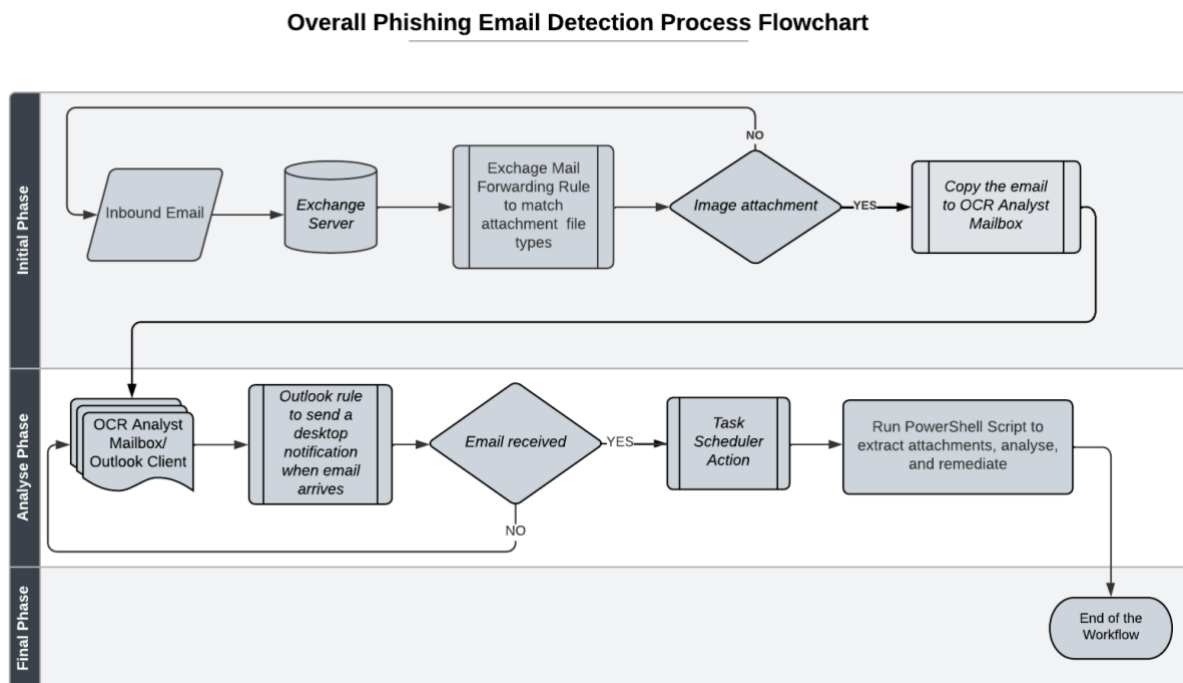 Overall Phishing Email Detection Process Flowchart
Initial Phase
NO
Inbound Email
Exchange
Server
Exchage Mail
Forwarding Rule
to match
attachment file
types
Image attachment
YES
Copy the email
to OCR Analyst
Mailbox
Analyse Phase
OCR Analyst
Mailbox/
Outlook Client
Outlook rule
to send a
desktop
notification
when email
arrives
Email received
YES
NO
Task
Scheduler
Action
Run PowerShell Script to
extract attachments, analyse,
and remediate
Final Phase
End of the
Workflow